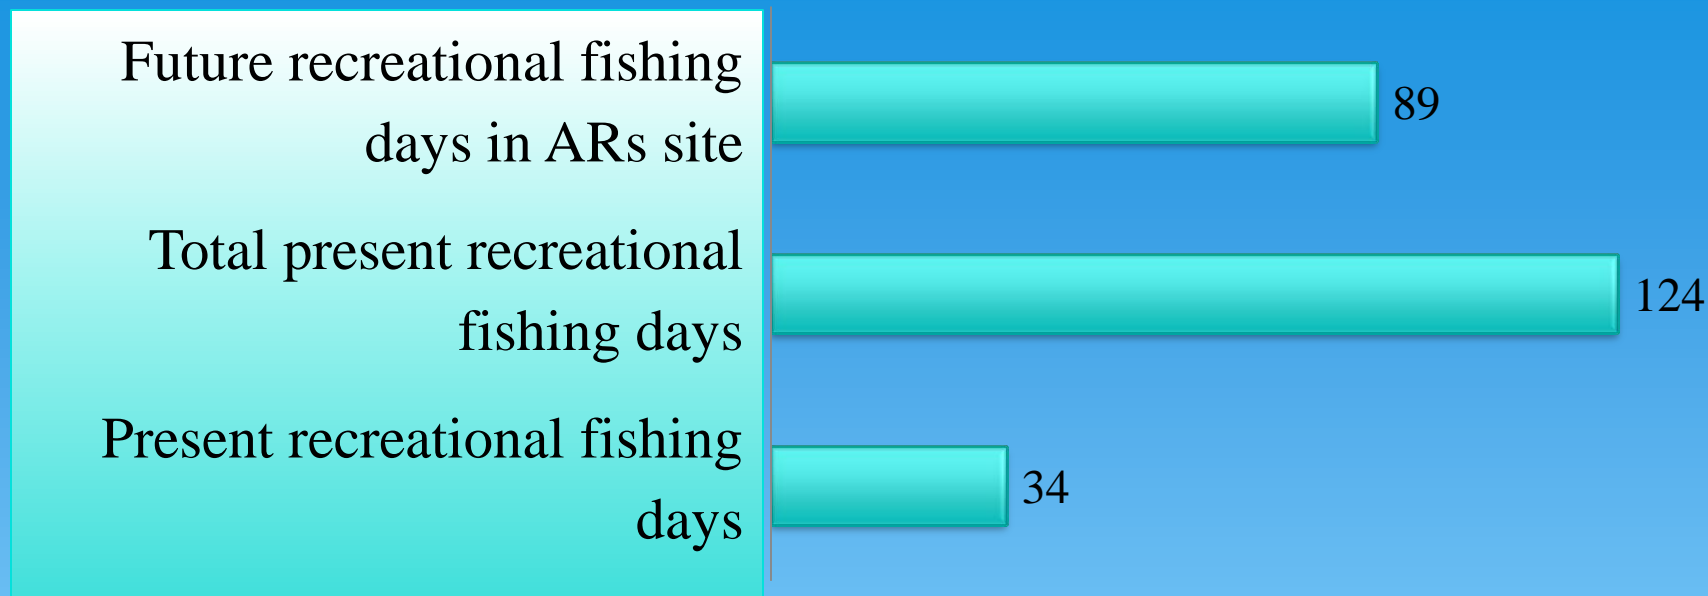 Future recreational fishing
days in ARs site
89
Total present recreational
fishing days
124
Present recreational fishing
days
34